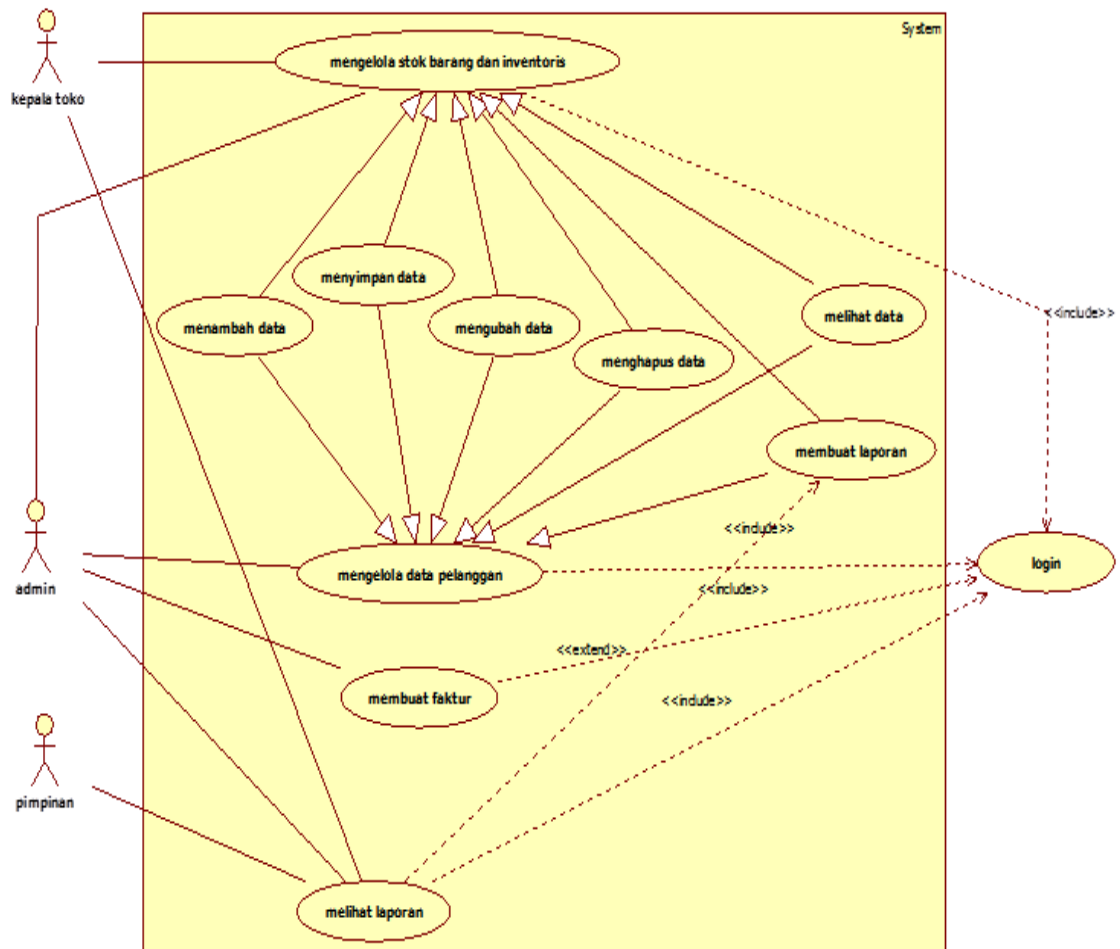 System
mengelola stok barang dan inventoris
kepala toko
menyimpan data
menambah data
mengubah data
melihat data
<<include>>
menghapus data
membuat laporan
<<include>>
login
mengelola data pelanggan
admin
<<include>>
<<extend>>
membuat faktur
<<include>>
pimpinan
melihat laporan